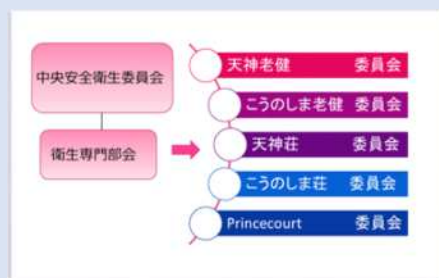 中央安全衛生委員会
衛生専門部会
天神老健 委員会
こうのしま老健 委員会
天神荘 委員会
こうのしま荘 委員会
Princecourt 委員会